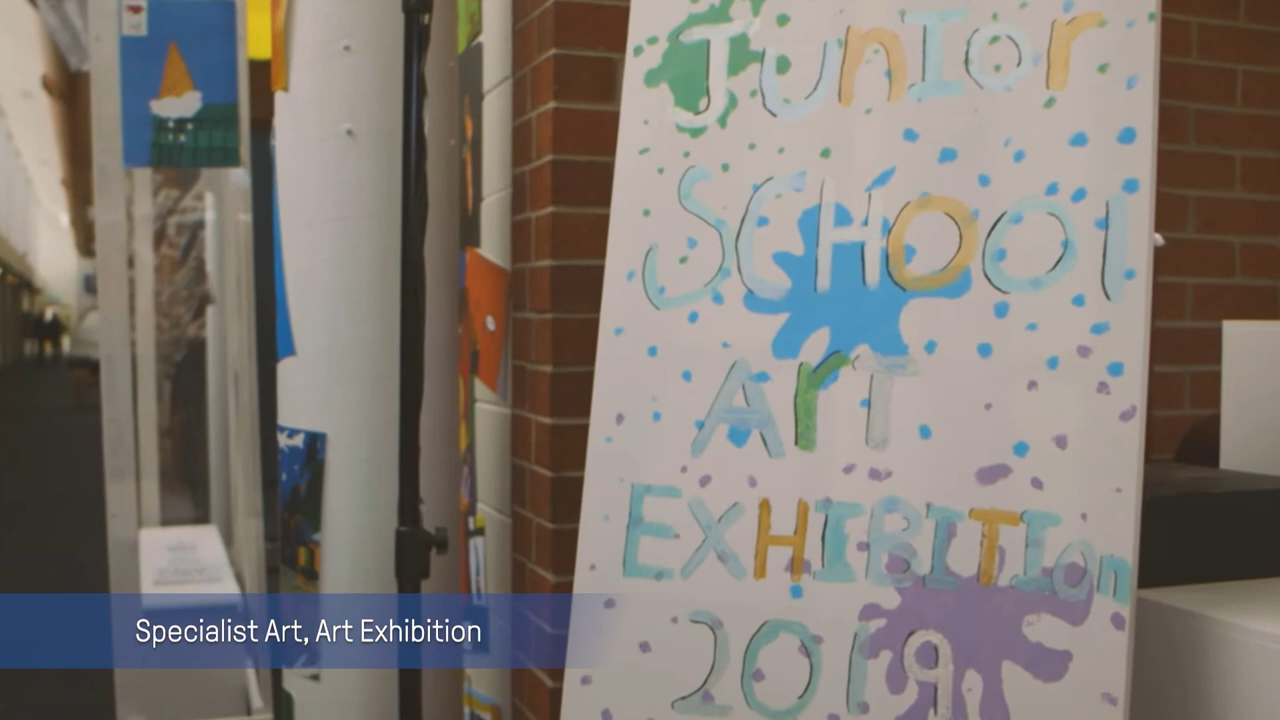 Junior
SCHOOl
ArT
EXHIBITIon
2019
Specialist Art, Art Exhibition